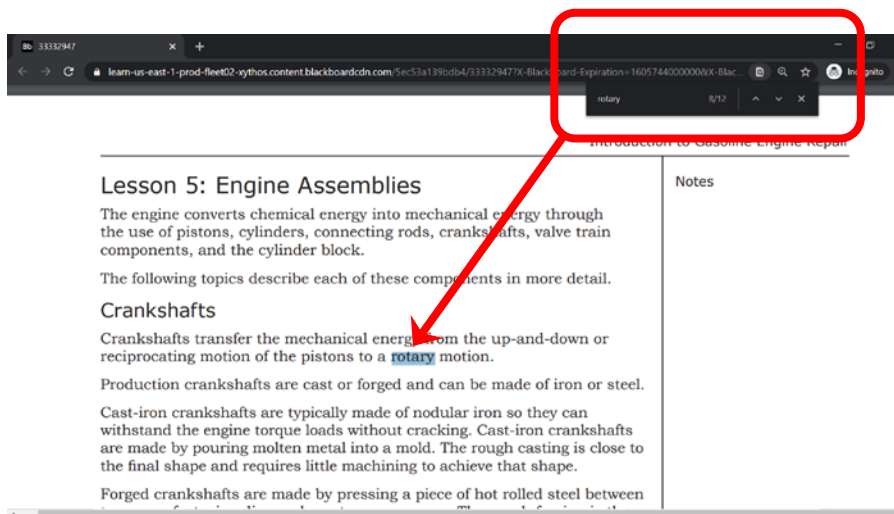 Bb 33332947 × +
learn-us-east-1-prod-fleet02-xythos.content.blackboardcdn.com/5ec53a139bdb4/33332947?X-Blackboard-Expiration=1605744000000&X-Blac... Incognito
rotary 8/12
Introduction to Gasoline Engine Repair
Lesson 5: Engine Assemblies
Notes
The engine converts chemical energy into mechanical energy through
the use of pistons, cylinders, connecting rods, crankshafts, valve train
components, and the cylinder block.
The following topics describe each of these components in more detail.
Crankshafts
Crankshafts transfer the mechanical energy from the up-and-down or
reciprocating motion of the pistons to a rotary motion.
Production crankshafts are cast or forged and can be made of iron or steel.
Cast-iron crankshafts are typically made of nodular iron so they can
withstand the engine torque loads without cracking. Cast-iron crankshafts
are made by pouring molten metal into a mold. The rough casting is close to
the final shape and requires little machining to achieve that shape.
Forged crankshafts are made by pressing a piece of hot rolled steel between